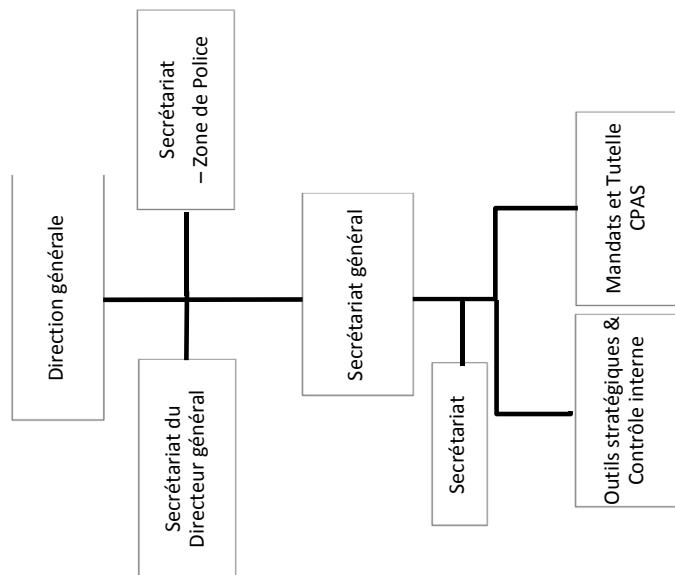 Direction générale
Secrétariat du
Directeur général
Secrétariat
– Zone de Police
Secrétariat général
Secrétariat
Outils stratégiques &
Contrôle interne
Mandats et Tutelle
CPAS